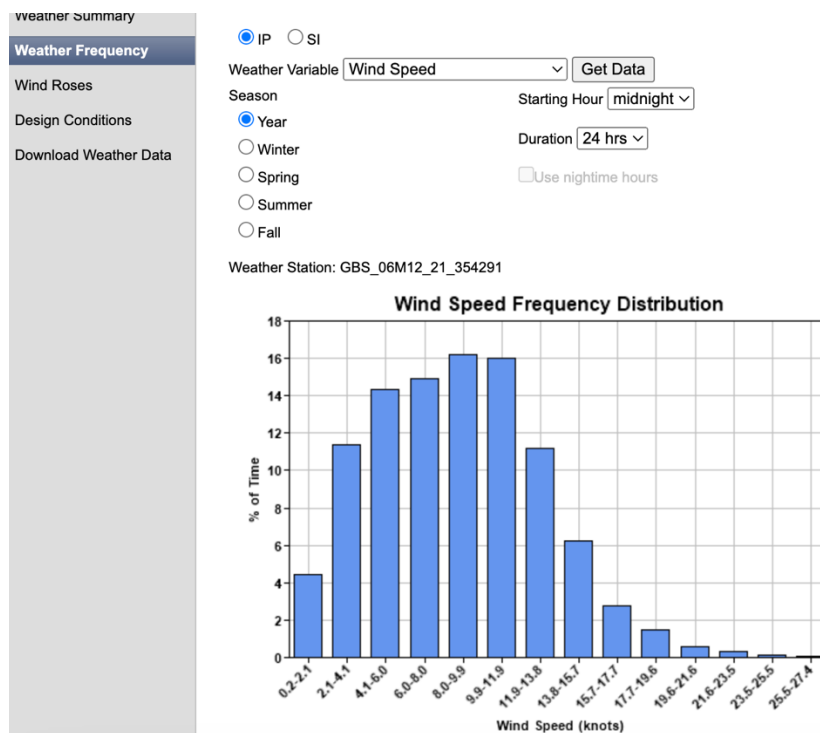 Weather Summary
Weather Frequency
Wind Roses
Design Conditions
Download Weather Data
IP SI
Weather Variable Wind Speed Get Data
Season
Starting Hour midnight
Year
Duration 24 hrs
Winter
Spring
Use nightime hours
Summer
Fall
Weather Station: GBS_06M12_21_354291
Wind Speed Frequency Distribution
% of Time
18
16
14
12
10
8
6
4
2
0
0.2-2.1
2.1-4.1
4.1-6.0
6.0-8.0
8.0-9.9
9.9-11.9
11.9-13.8
13.8-15.7
15.7-17.7
17.7-19.6
19.6-21.6
21.6-23.5
23.5-25.5
25.5-27.4
Wind Speed (knots)